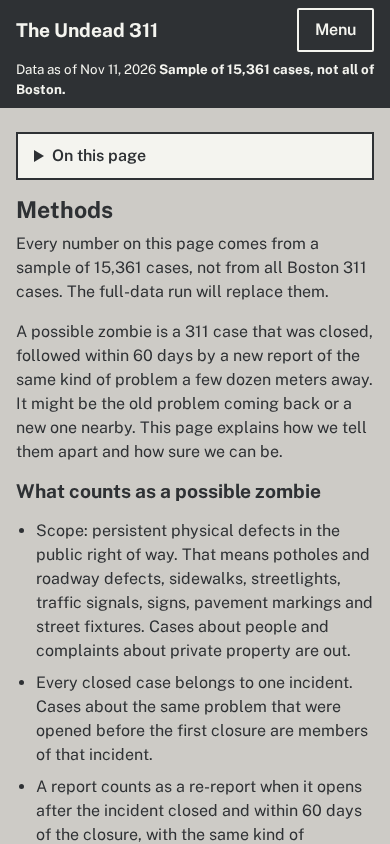 The Undead 311
Menu
Data as of Nov 11, 2026 Sample of 15,361 cases, not all of
Boston.
On this page
Methods
Every number on this page comes from a
sample of 15,361 cases, not from all Boston 311
cases. The full-data run will replace them.
A possible zombie is a 311 case that was closed,
followed within 60 days by a new report of the
same kind of problem a few dozen meters away.
It might be the old problem coming back or a
new one nearby. This page explains how we tell
them apart and how sure we can be.
What counts as a possible zombie
• Scope: persistent physical defects in the
public right of way. That means potholes and
roadway defects, sidewalks, streetlights,
traffic signals, signs, pavement markings and
street fixtures. Cases about people and
complaints about private property are out.
• Every closed case belongs to one incident.
Cases about the same problem that were
opened before the first closure are members
of that incident.
• A report counts as a re-report when it opens
after the incident closed and within 60 days
of the closure, with the same kind of